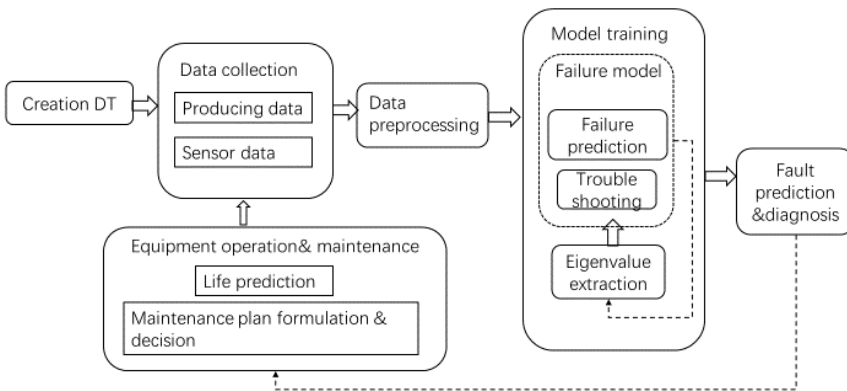 Creation DT
Data collection
Producing data
Sensor data
Data
preprocessing
Model training
Failure model
Failure
prediction
Trouble
shooting
Eigenvalue
extraction
Fault
prediction
&diagnosis
Equipment operation& maintenance
Life prediction
Maintenance plan formulation &
decision